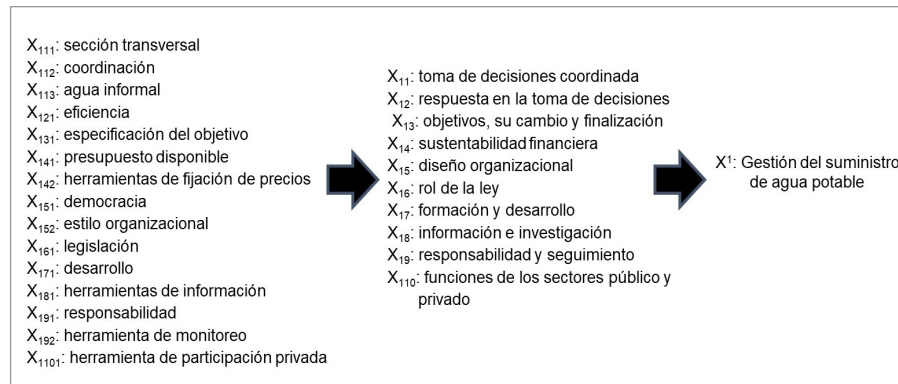 X111: sección transversal
X112: coordinación
X113: agua informal
X121: eficiencia
X131: especificación del objetivo
X141: presupuesto disponible
X142: herramientas de fijación de precios
X151: democracia
X152: estilo organizacional
X161: legislación
X171: desarrollo
X181: herramientas de información
X191: responsabilidad
X192: herramienta de monitoreo
X1101: herramienta de participación privada
X11: toma de decisiones coordinada
X12: respuesta en la toma de decisiones
X13: objetivos, su cambio y finalización
X14: sustentabilidad financiera
X15: diseño organizacional
X16: rol de la ley
X17: formación y desarrollo
X18: información e investigación
X19: responsabilidad y seguimiento
X110: funciones de los sectores público y
privado
X¹: Gestión del suministro
de agua potable